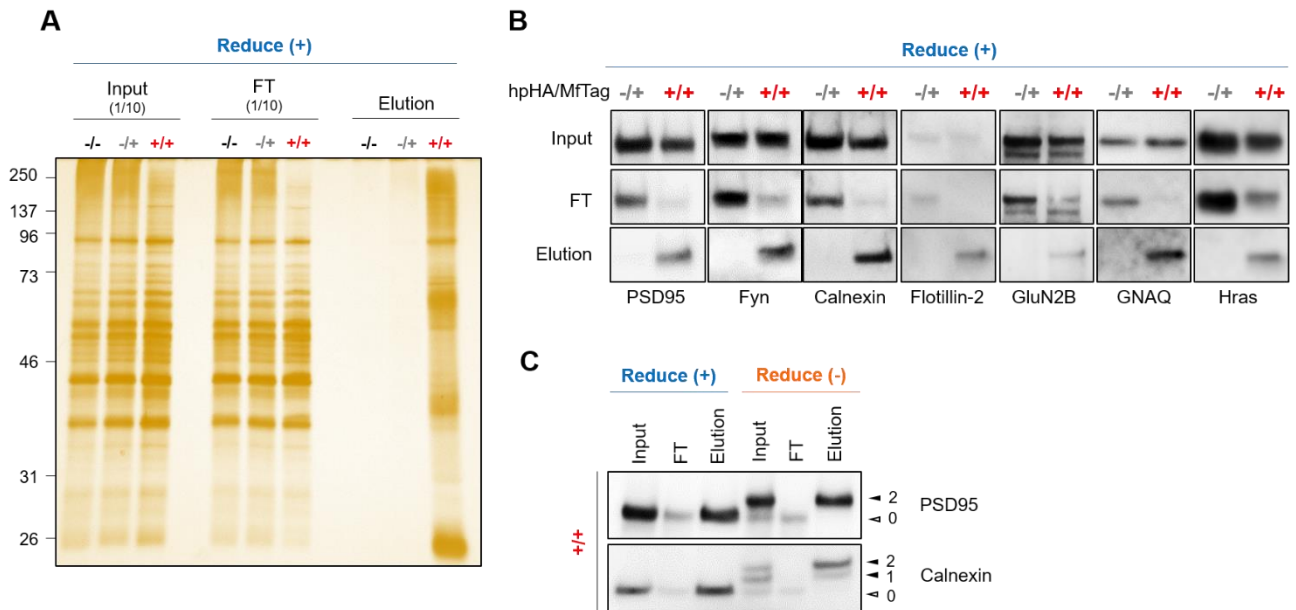 A
Reduce (+)
Input FT Elution
(1/10) (1/10)
-/- -/+ +/+ -/- -/+ +/+ -/- -/+ +/+
250
137
96
73
46
31
26
B
Reduce (+)
hpHA/MfTag -/+ +/+ -/+ +/+ -/+ +/+ -/+ +/+ -/+ +/+ -/+ +/+ -/+ +/+
Input
FT
Elution
PSD95 Fyn Calnexin Flotillin-2 GluN2B GNAQ Hras
C
Reduce (+) Reduce (-)
Input FT Elution Input FT Elution
+/+
◄ 2
⊲ 0
PSD95
◄ 2
◄ 1
⊲ 0
Calnexin